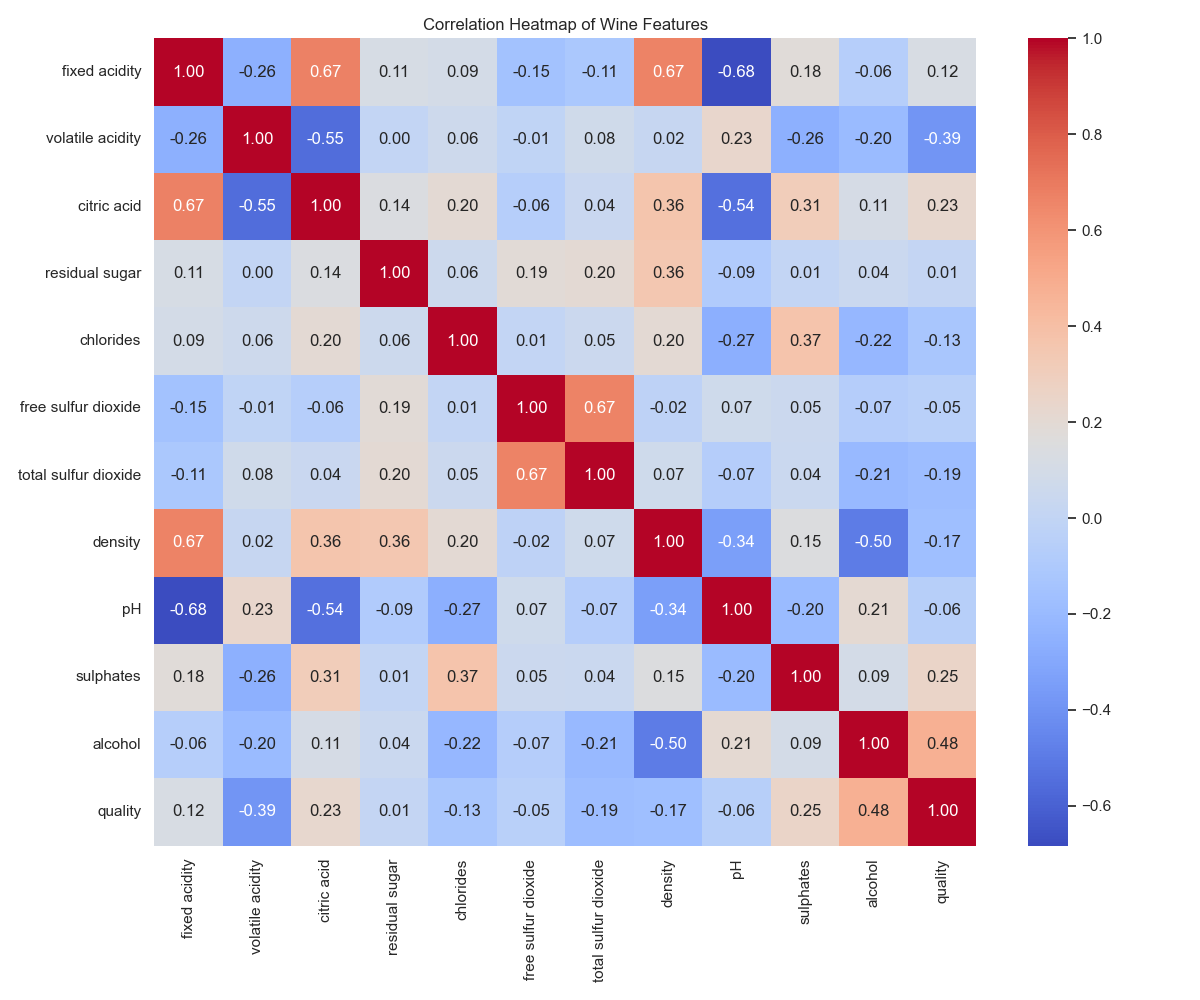 Correlation Heatmap of Wine Features
fixed acidity 1.00 -0.26 0.67 0.11 0.09 -0.15 -0.11 0.67 -0.68 0.18 -0.06 0.12
volatile acidity -0.26 1.00 -0.55 0.00 0.06 -0.01 0.08 0.02 0.23 -0.26 -0.20 -0.39
citric acid 0.67 -0.55 1.00 0.14 0.20 -0.06 0.04 0.36 -0.54 0.31 0.11 0.23
residual sugar 0.11 0.00 0.14 1.00 0.06 0.19 0.20 0.36 -0.09 0.01 0.04 0.01
chlorides 0.09 0.06 0.20 0.06 1.00 0.01 0.05 0.20 -0.27 0.37 -0.22 -0.13
free sulfur dioxide -0.15 -0.01 -0.06 0.19 0.01 1.00 0.67 -0.02 0.07 0.05 -0.07 -0.05
total sulfur dioxide -0.11 0.08 0.04 0.20 0.05 0.67 1.00 0.07 -0.07 0.04 -0.21 -0.19
density 0.67 0.02 0.36 0.36 0.20 -0.02 0.07 1.00 -0.34 0.15 -0.50 -0.17
pH -0.68 0.23 -0.54 -0.09 -0.27 0.07 -0.07 -0.34 1.00 -0.20 0.21 -0.06
sulphates 0.18 -0.26 0.31 0.01 0.37 0.05 0.04 0.15 -0.20 1.00 0.09 0.25
alcohol -0.06 -0.20 0.11 0.04 -0.22 -0.07 -0.21 -0.50 0.21 0.09 1.00 0.48
quality 0.12 -0.39 0.23 0.01 -0.13 -0.05 -0.19 -0.17 -0.06 0.25 0.48 1.00
fixed acidity
volatile acidity
citric acid
residual sugar
chlorides
free sulfur dioxide
total sulfur dioxide
density
pH
sulphates
alcohol
quality
1.0
0.8
0.6
0.4
0.2
0.0
−0.2
−0.4
−0.6